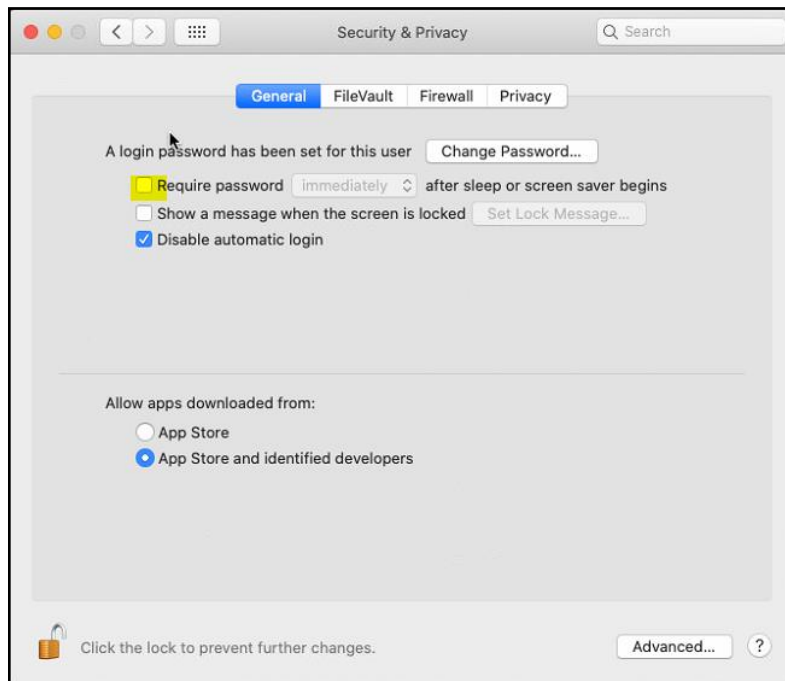 Security & Privacy
Search
General FileVault Firewall Privacy
A login password has been set for this user Change Password...
Require password immediately after sleep or screen saver begins
Show a message when the screen is locked Set Lock Message...
Disable automatic login
Allow apps downloaded from:
App Store
App Store and identified developers
Click the lock to prevent further changes.
Advanced... ?